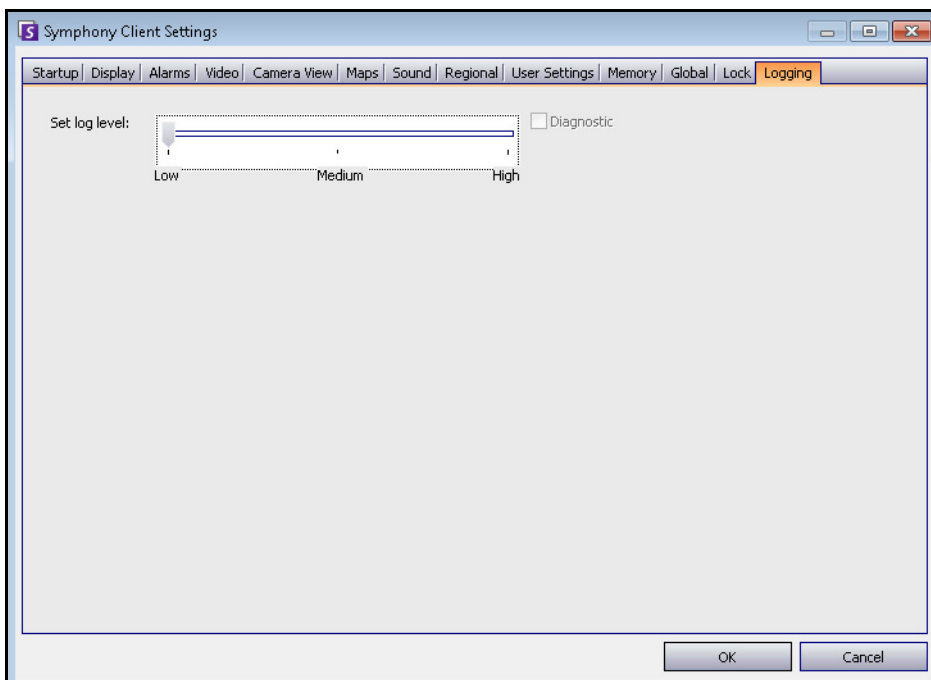 Symphony Client Settings
Startup Display Alarms Video Camera View Maps Sound Regional User Settings Memory Global Lock Logging
Set log level: Diagnostic
Low Medium High
OK Cancel